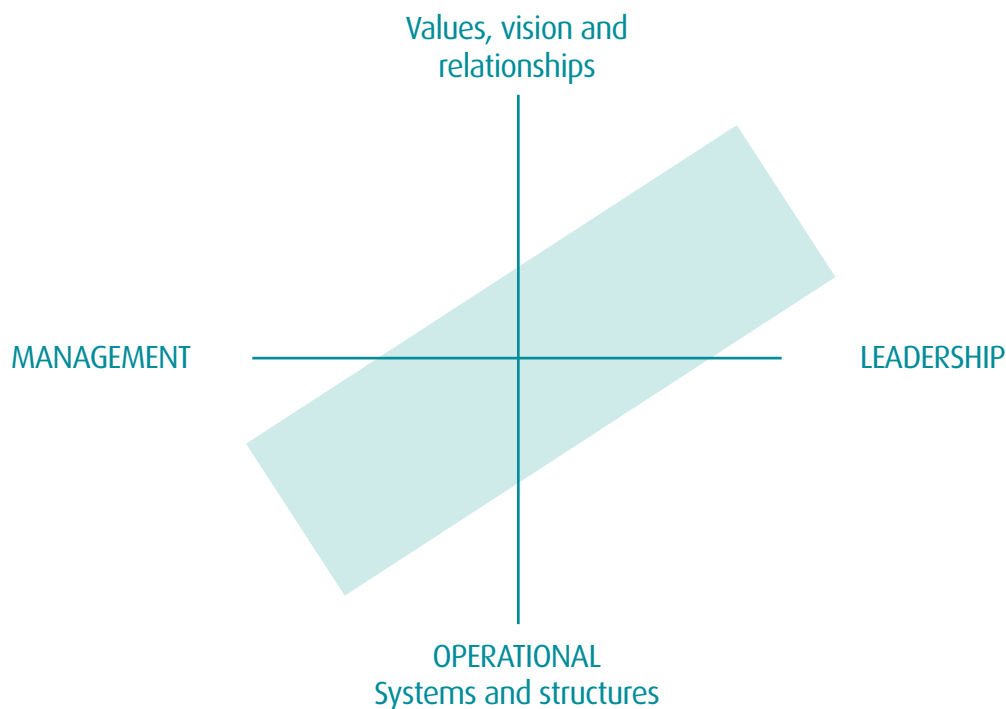 Values, vision and
relationships
MANAGEMENT
LEADERSHIP
OPERATIONAL
Systems and structures